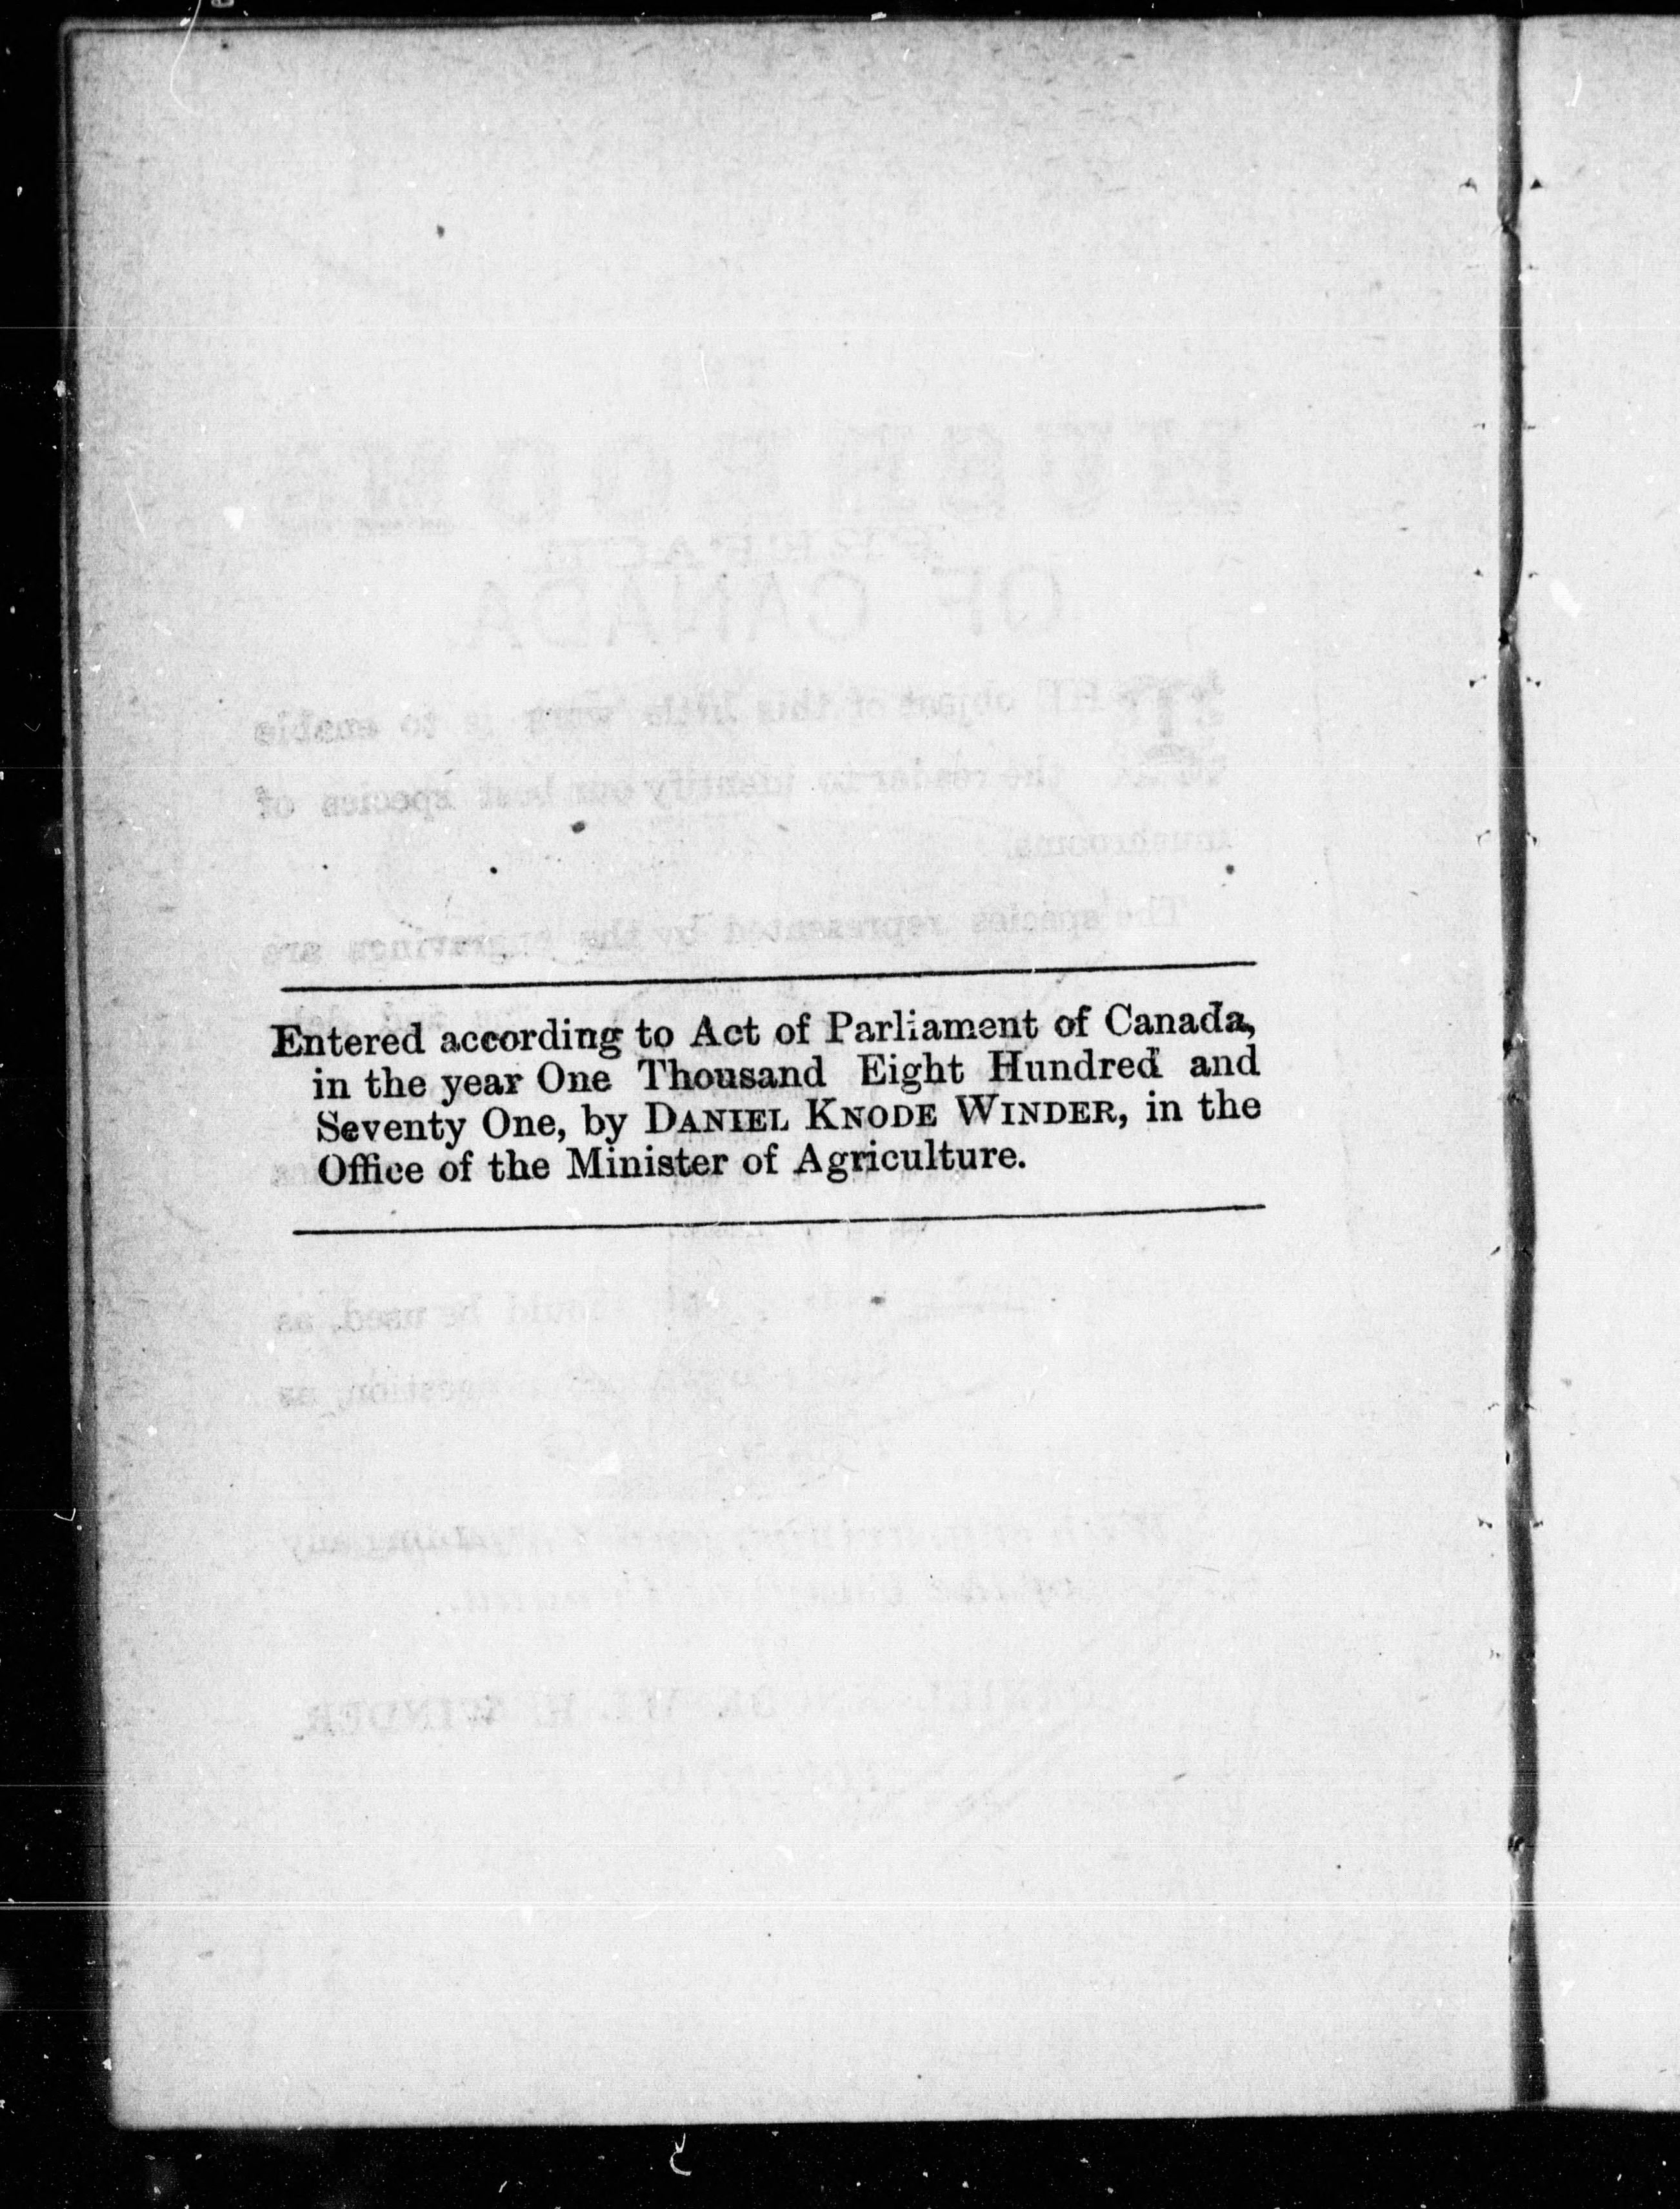 Entered according to Act of Parliament of Canada,
in the year One Thousand Eight Hundred and
Seventy One, by DANIEL KNODE WINDER, in the
Office of the Minister of Agriculture.